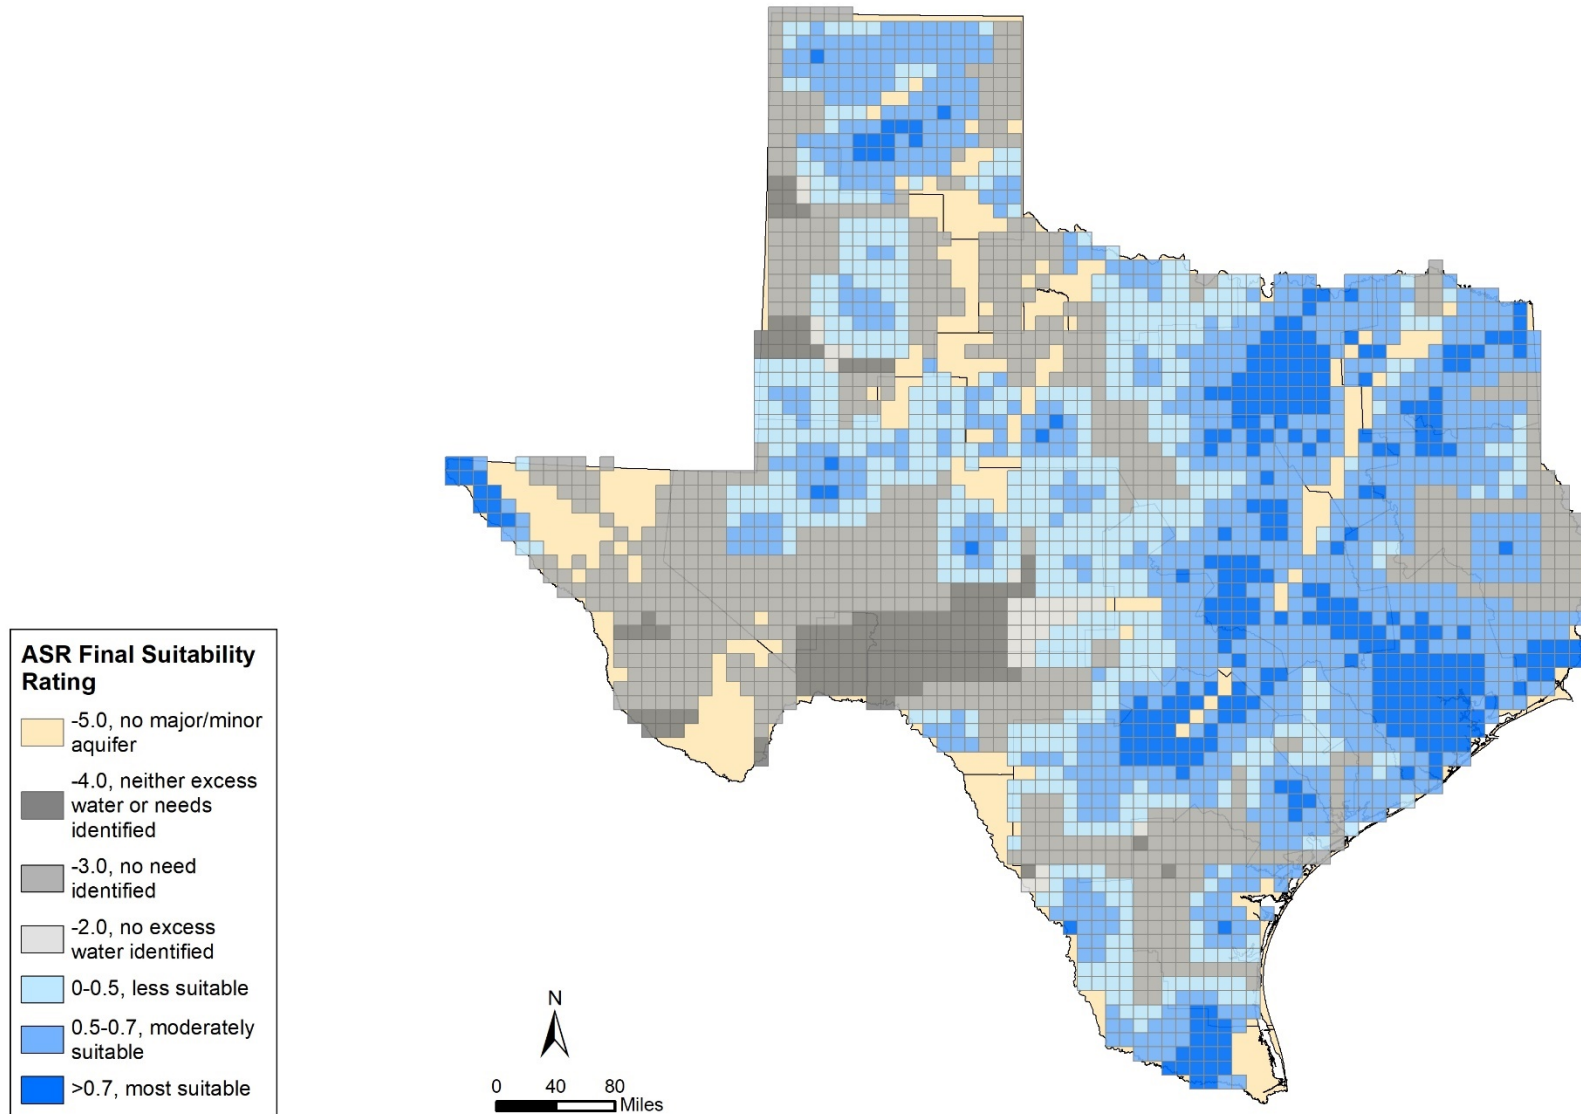 ASR Final Suitability
Rating
-5.0, no major/minor
aquifer
-4.0, neither excess
water or needs
identified
-3.0, no need
identified
-2.0, no excess
water identified
0-0.5, less suitable
0.5-0.7, moderately
suitable
>0.7, most suitable
N
0 40 80
Miles